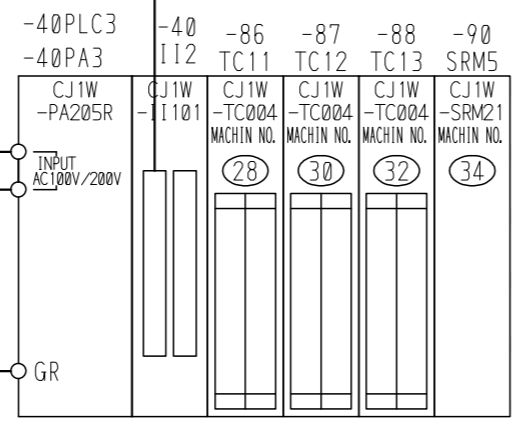 -40PLC3
-40PA3
-40
II2
-86
TC11
-87
TC12
-88
TC13
-90
SRM5
CJ1W
-PA205R
CJ1W
-II101
CJ1W
-TC004
MACHIN NO.
28
CJ1W
-TC004
MACHIN NO.
30
CJ1W
-TC004
MACHIN NO.
32
CJ1W
-SRM21
MACHIN NO.
34
INPUT
AC100V/200V
GR